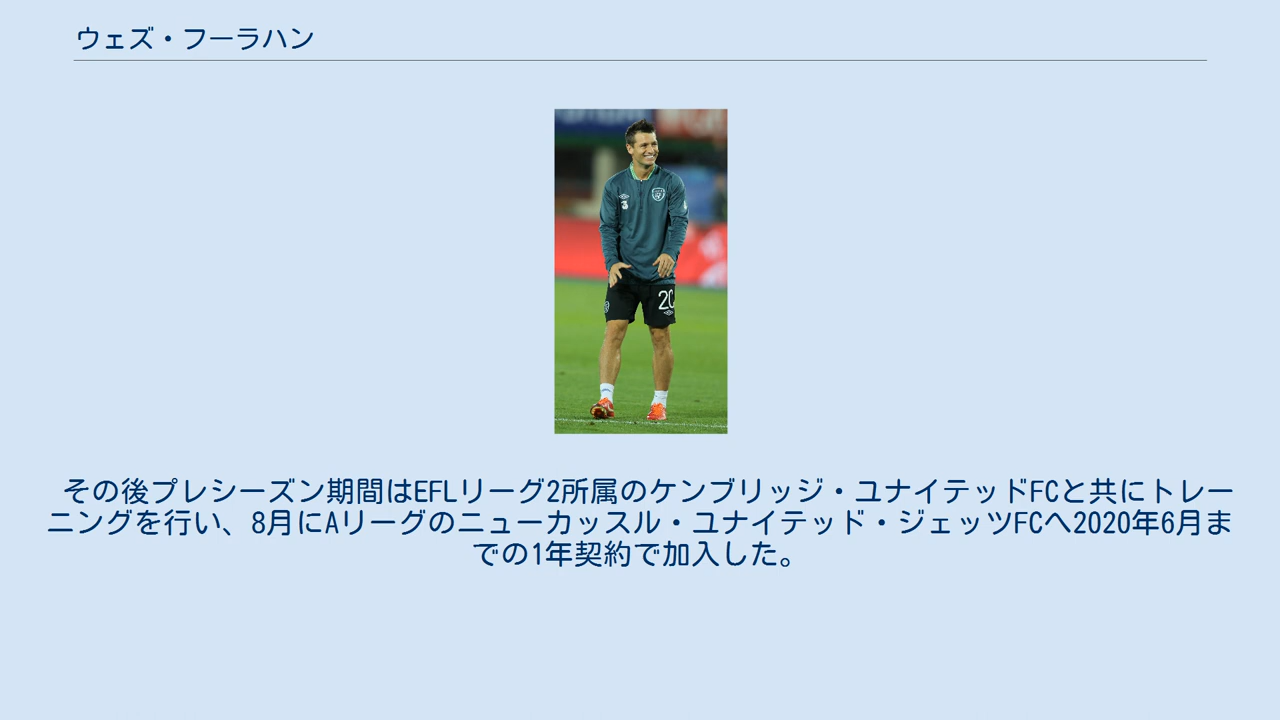 ウェズ・フーラハン
20
その後プレシーズン期間はEFLリーグ2所属のケンブリッジ・ユナイテッドFCと共にトレー
ニングを行い、8月にAリーグのニューカッスル・ユナイテッド・ジェッツFCへ2020年6月ま
での1年契約で加入した。